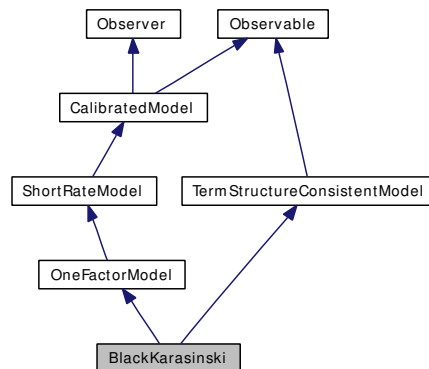 Observer
Observable
CalibratedModel
ShortRateModel
TermStructureConsistentModel
OneFactorModel
BlackKarasinski